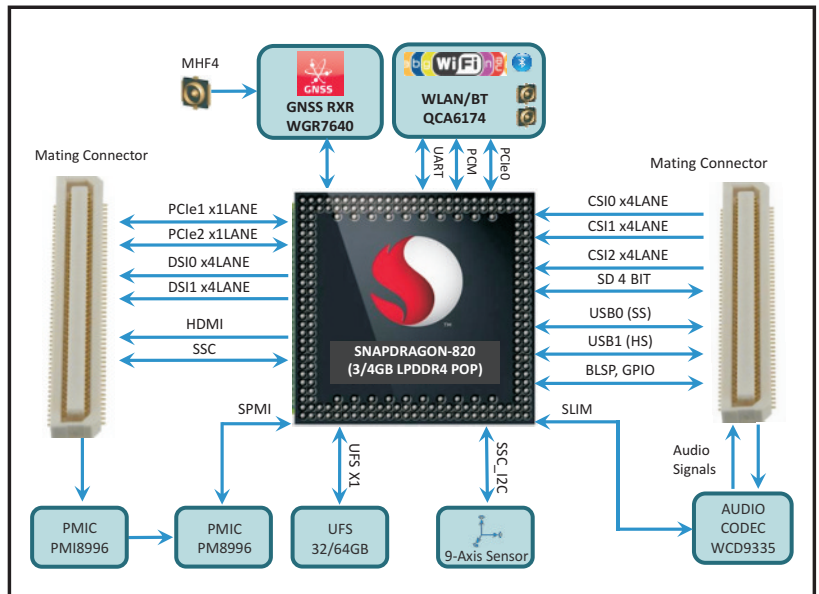 MHF4
GNSS
GNSS RXR
WGR7640
WiFi
WLAN/BT
QCA6174
UART
PCM
PCIe0
Mating Connector
Mating Connector
PCIe1 x1LANE
PCIe2 x1LANE
DSI0 x4LANE
DSI1 x4LANE
HDMI
SSC
CSI0 x4LANE
CSI1 x4LANE
CSI2 x4LANE
SD 4 BIT
USB0 (SS)
USB1 (HS)
BLSP, GPIO
SNAPDRAGON-820
(3/4GB LPDDR4 POP)
SPMI
UFS X1
SSC_I2C
SLIM
Audio
Signals
PMIC
PMI8996
PMIC
PM8996
UFS
32/64GB
9-Axis Sensor
AUDIO
CODEC
WCD9335